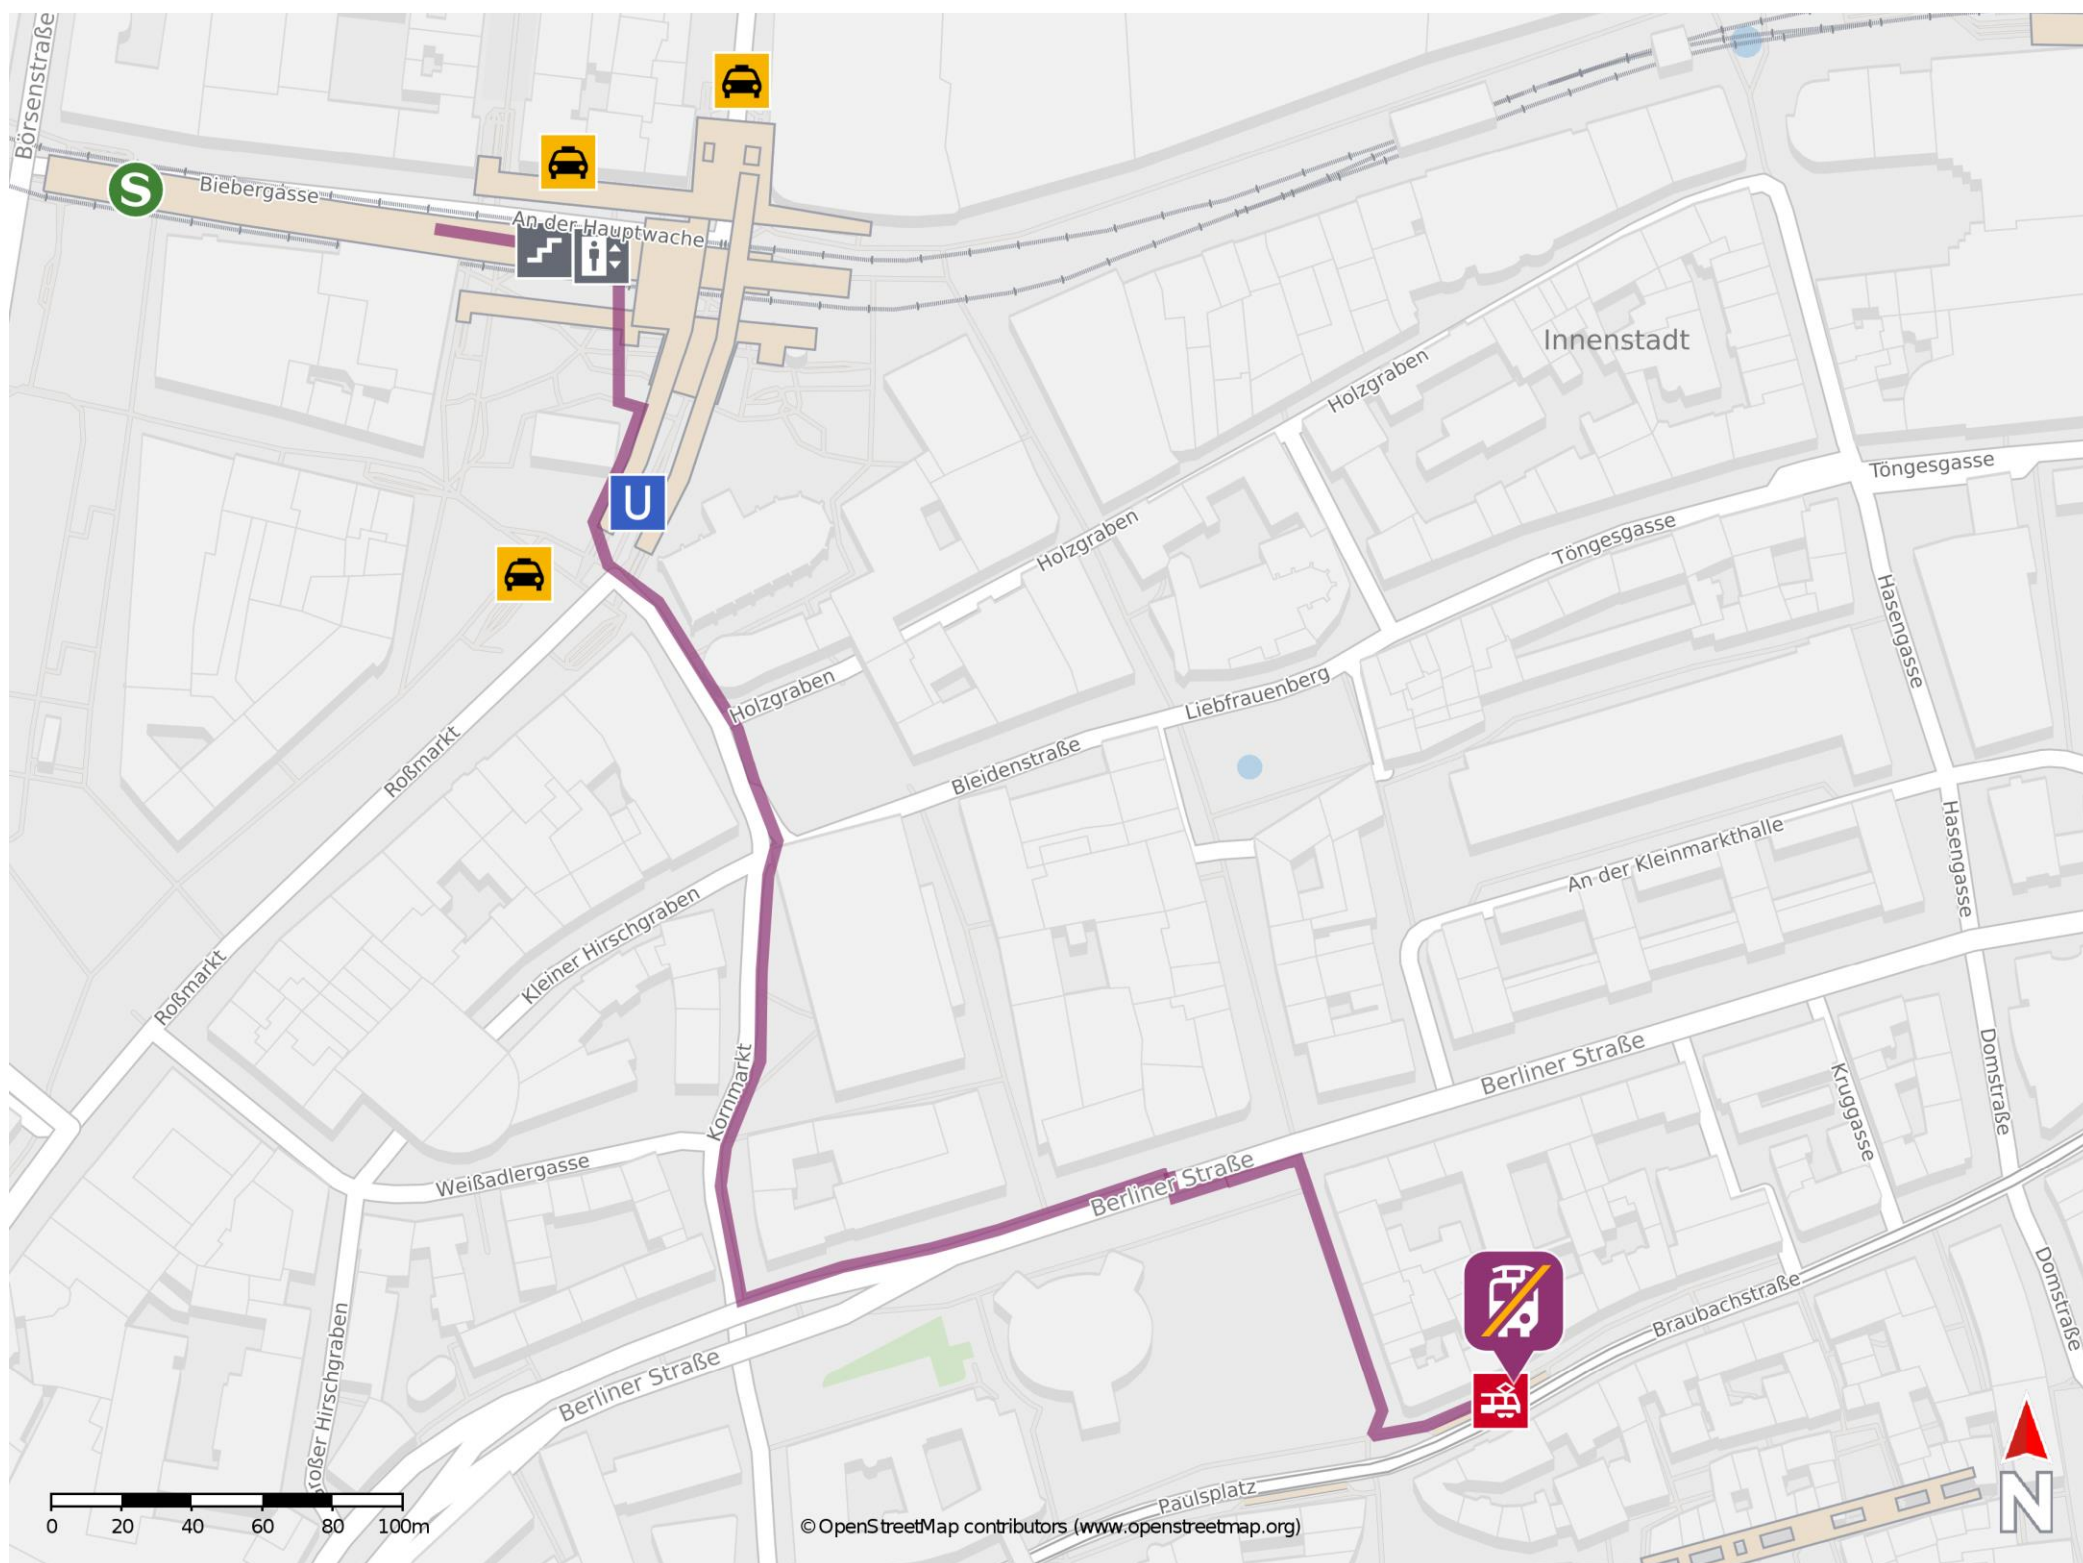 Börsenstraße
S
Biebergasse
An der Hauptwache
Innenstadt
Holzgraben
Töngesgasse
U
Holzgraben
Töngesgasse
Hasengasse
Holzgraben
Liebfrauenberg
Roßmarkt
Bleidenstraße
Hasengasse
An der Kleinmarkthalle
Kleiner Hirschgraben
Roßmarkt
Berliner Straße
Domstraße
Kruggasse
Kornmarkt
Weißadlergasse
Berliner Straße
Domstraße
Braubachstraße
Großer Hirschgraben
Berliner Straße
Paulsplatz
N
0 20 40 60 80 100m
© OpenStreetMap contributors (www.openstreetmap.org)